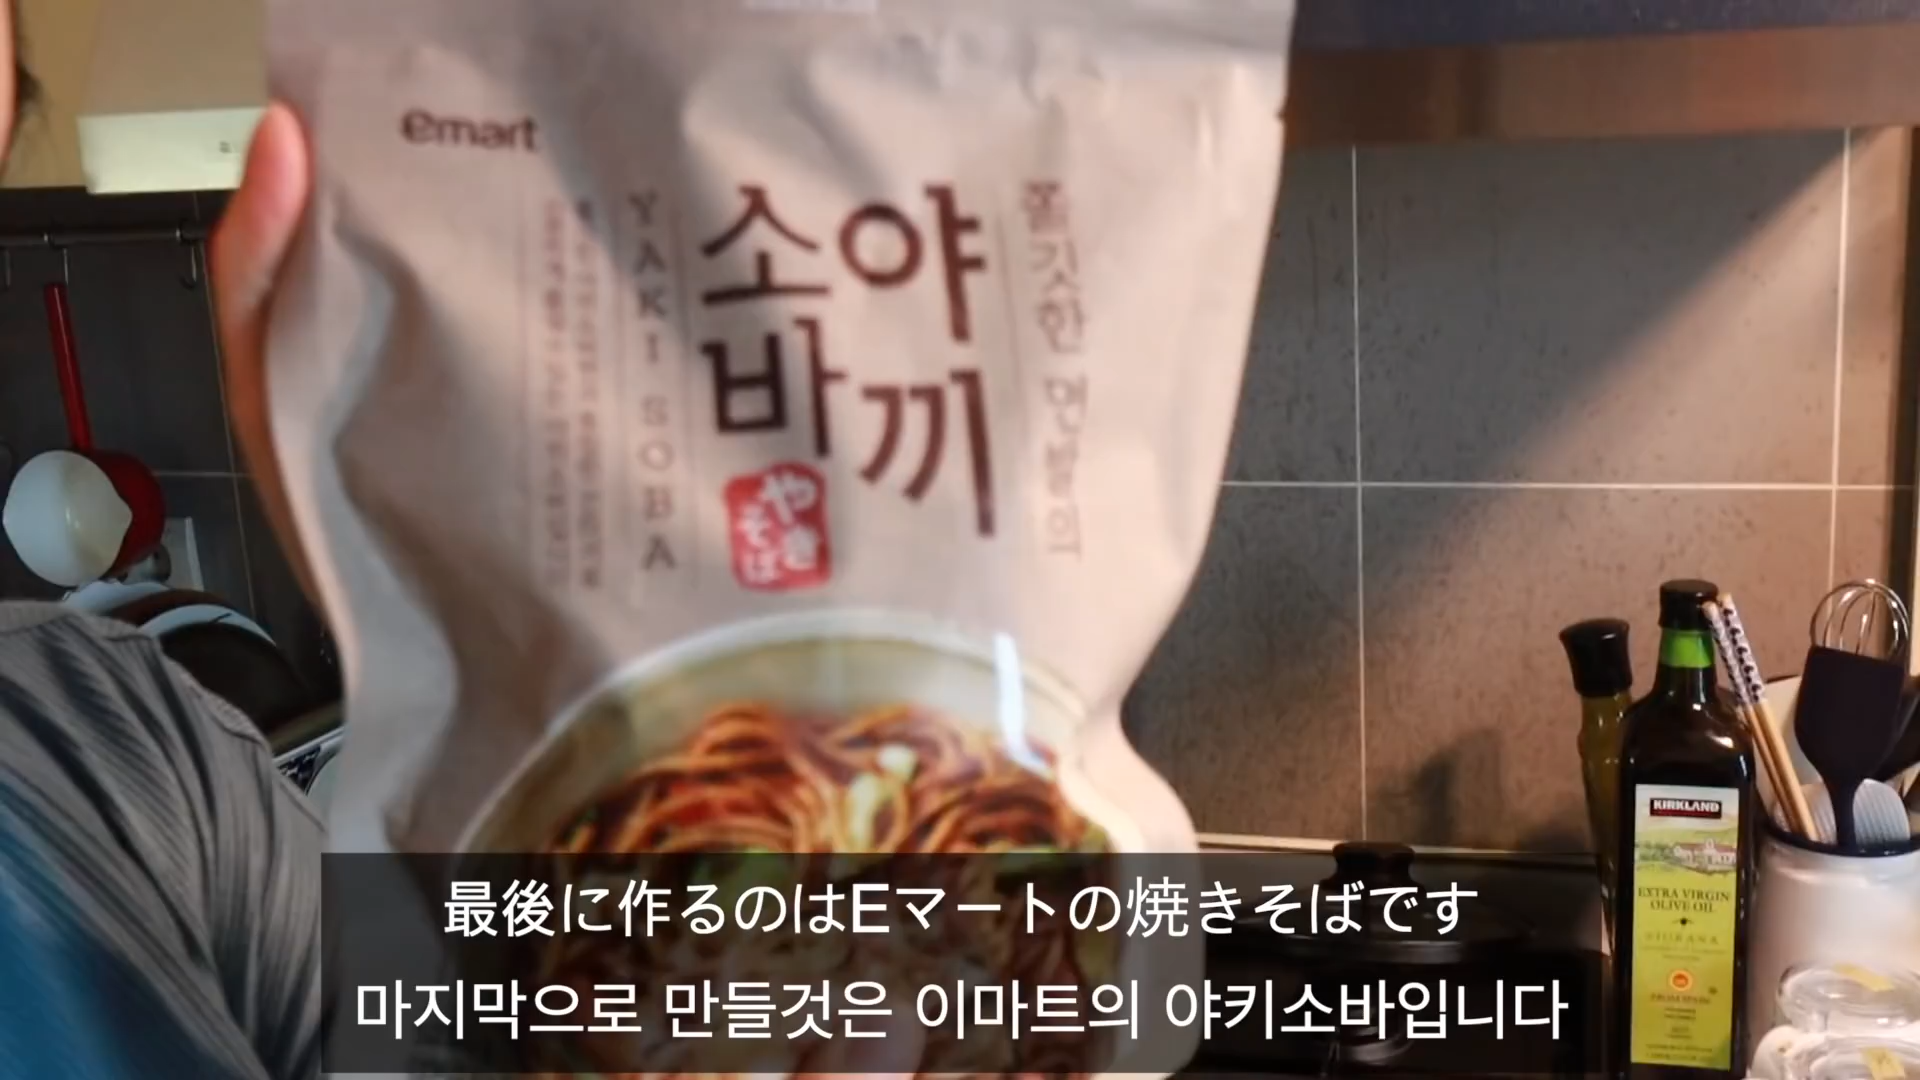 emart
쫄깃한 면발의
야끼
소바
やき
そば
YAKI SOBA
KIRKLAND
EXTRA VIRGIN
OLIVE OIL
最後に作るのはEマートの焼きそばです
마지막으로 만들것은 이마트의 야키소바입니다